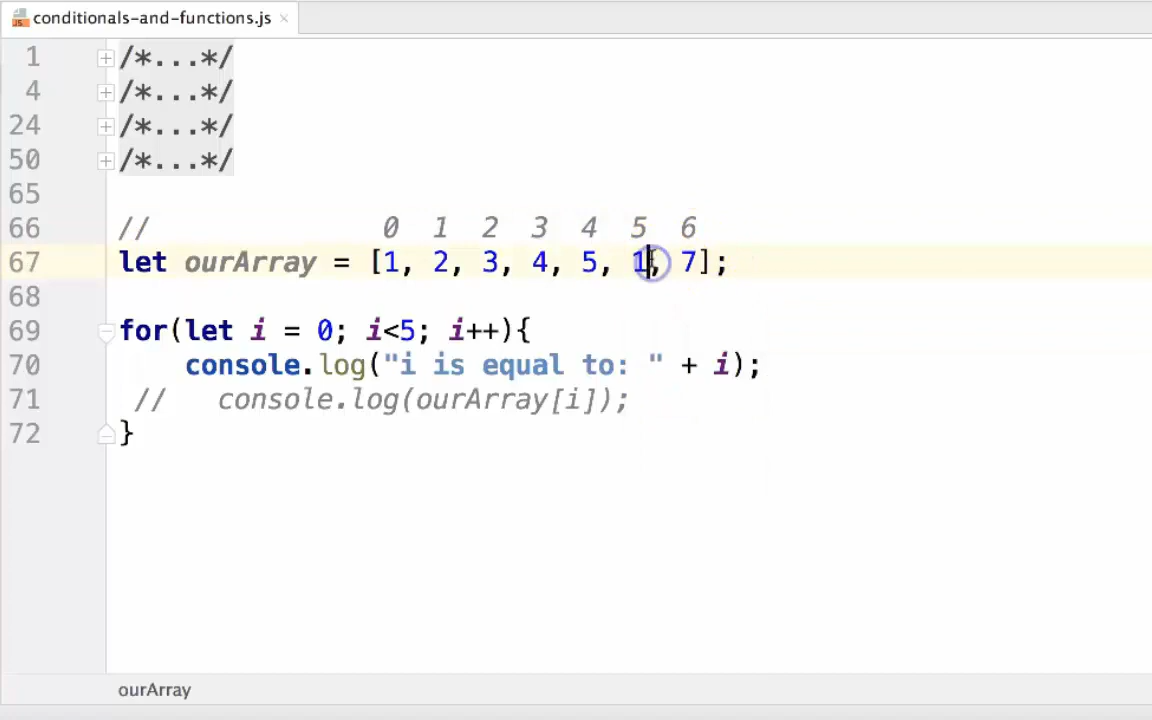 conditionals-and-functions.js
1 /*...*/
4 /*...*/
24 /*...*/
50 /*...*/
65
66 // 0 1 2 3 4 5 6
67 let ourArray = [1, 2, 3, 4, 5, 1, 7];
68
69 for(let i = 0; i<5; i++){
70 console.log("i is equal to: " + i);
71 // console.log(ourArray[i]);
72 }
ourArray